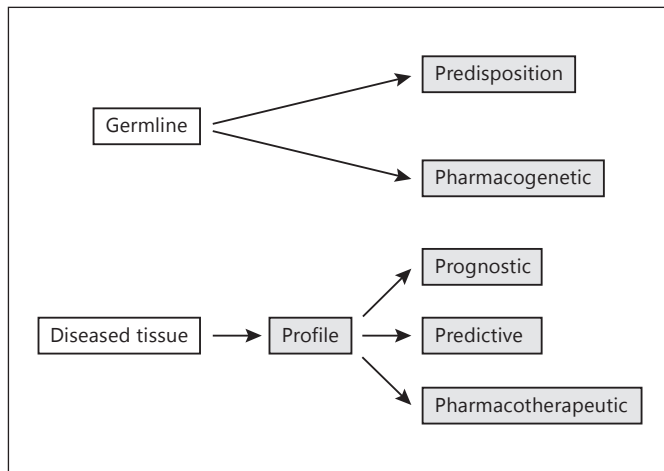 Predisposition
Germline
Pharmacogenetic
Prognostic
Diseased tissue
Profile
Predictive
Pharmacotherapeutic